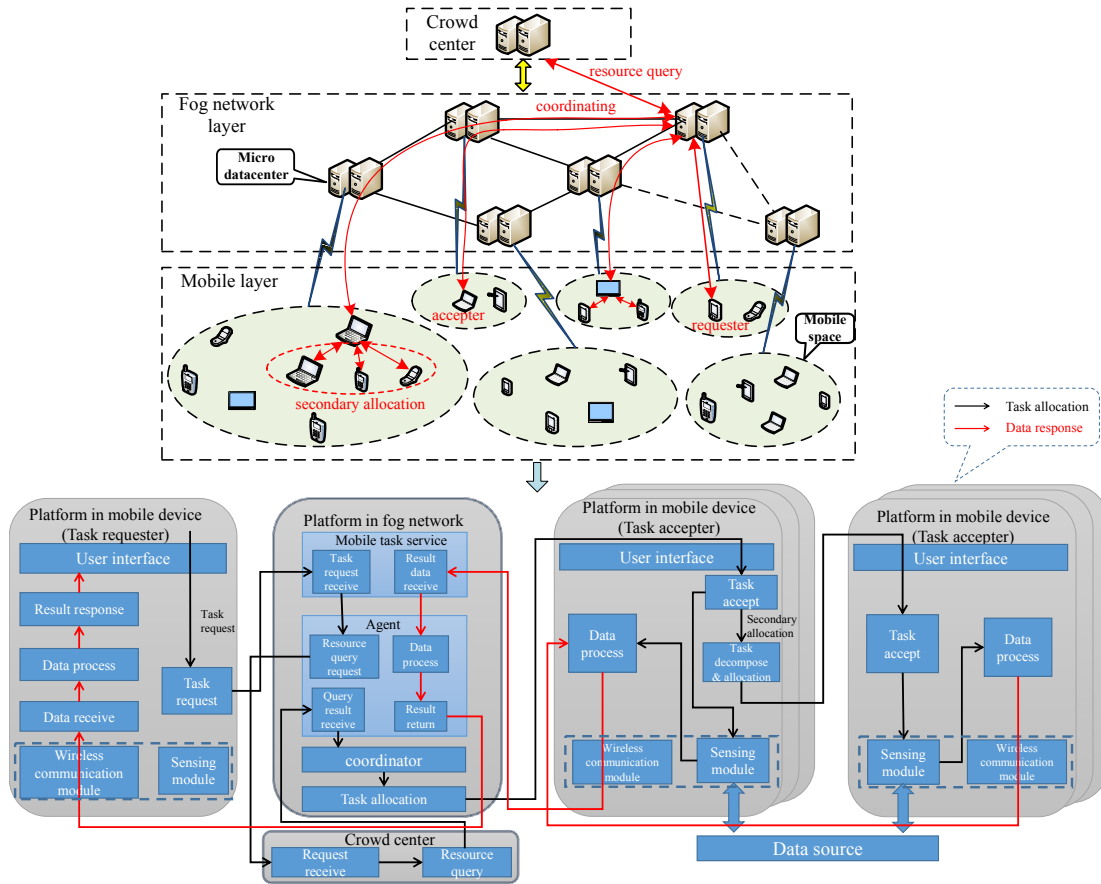 Crowd
center
resource query
Fog network
layer
coordinating
Micro
datacenter
Mobile layer
accepter
requester
Mobile
space
secondary allocation
Task allocation
Data response
Platform in mobile device
(Task requester)
User interface
Result response
Task
request
Data process
Task
request
Data receive
Wireless
communication
module
Sensing
module
Platform in fog network
Mobile task service
Task
request
receive
Result
data
receive
Agent
Resource
query
request
Data
process
Query
result
receive
Result
return
coordinator
Task allocation
Crowd center
Request
receive
Resource
query
Platform in mobile device
(Task accepter)
User interface
Task
accept
Secondary
allocation
Data
process
Task
decompose
& allocation
Wireless
communication
module
Sensing
module
Platform in mobile device
(Task accepter)
User interface
Task
accept
Data
process
Sensing
module
Wireless
communication
module
Data source